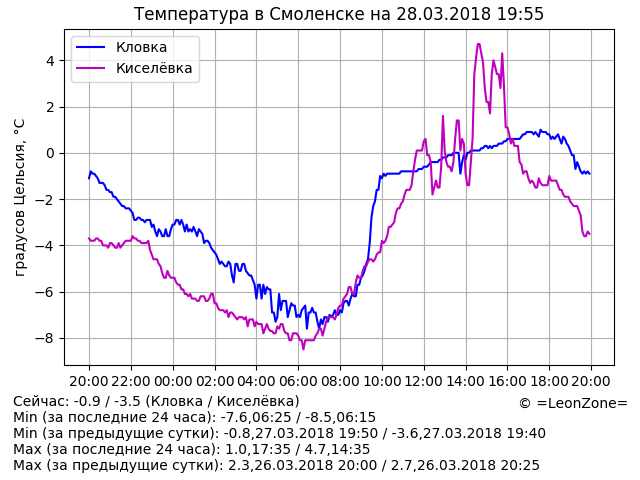 Температура в Смоленске на 28.03.2018 19:55
Кловка
Киселёвка
градусов Цельсия, °C
4
2
0
−2
−4
−6
−8
20:00 22:00 00:00 02:00 04:00 06:00 08:00 10:00 12:00 14:00 16:00 18:00 20:00
Сейчас: -0.9 / -3.5 (Кловка / Киселёвка)
© =LeonZone=
Min (за последние 24 часа): -7.6,06:25 / -8.5,06:15
Min (за предыдущие сутки): -0.8,27.03.2018 19:50 / -3.6,27.03.2018 19:40
Max (за последние 24 часа): 1.0,17:35 / 4.7,14:35
Max (за предыдущие сутки): 2.3,26.03.2018 20:00 / 2.7,26.03.2018 20:25